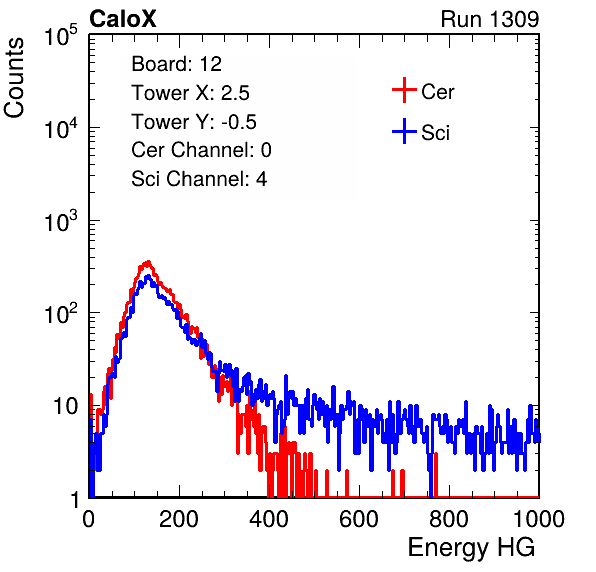 CaloX Run 1309
Counts
Board: 12
Tower X: 2.5
Tower Y: -0.5
Cer Channel: 0
Sci Channel: 4
Cer
Sci
10^5
10^4
10^3
10^2
10
1
0 200 400 600 800 1000
Energy HG